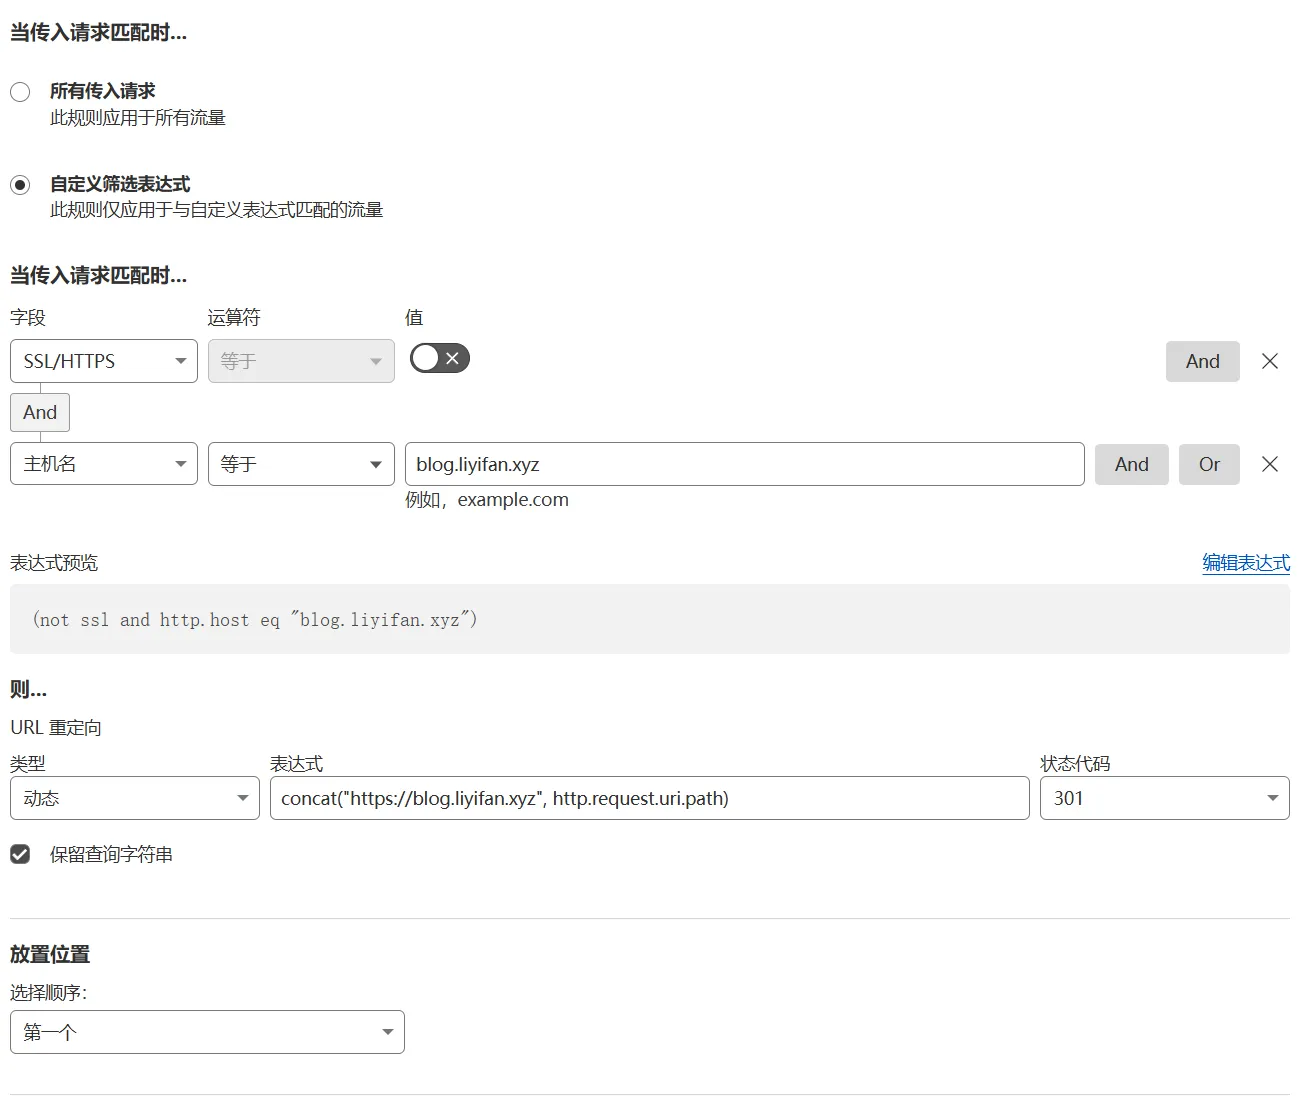 当传入请求匹配时...
所有传入请求
此规则应用于所有流量
自定义筛选表达式
此规则仅应用于与自定义表达式匹配的流量
当传入请求匹配时...
字段 运算符 值
SSL/HTTPS 等于 And
And
主机名 等于 blog.liyifan.xyz And Or
例如，example.com
表达式预览 编辑表达式
(not ssl and http.host eq "blog.liyifan.xyz")
则...
URL 重定向
类型 表达式 状态代码
动态 concat("https://blog.liyifan.xyz", http.request.uri.path) 301
保留查询字符串
放置位置
选择顺序：
第一个